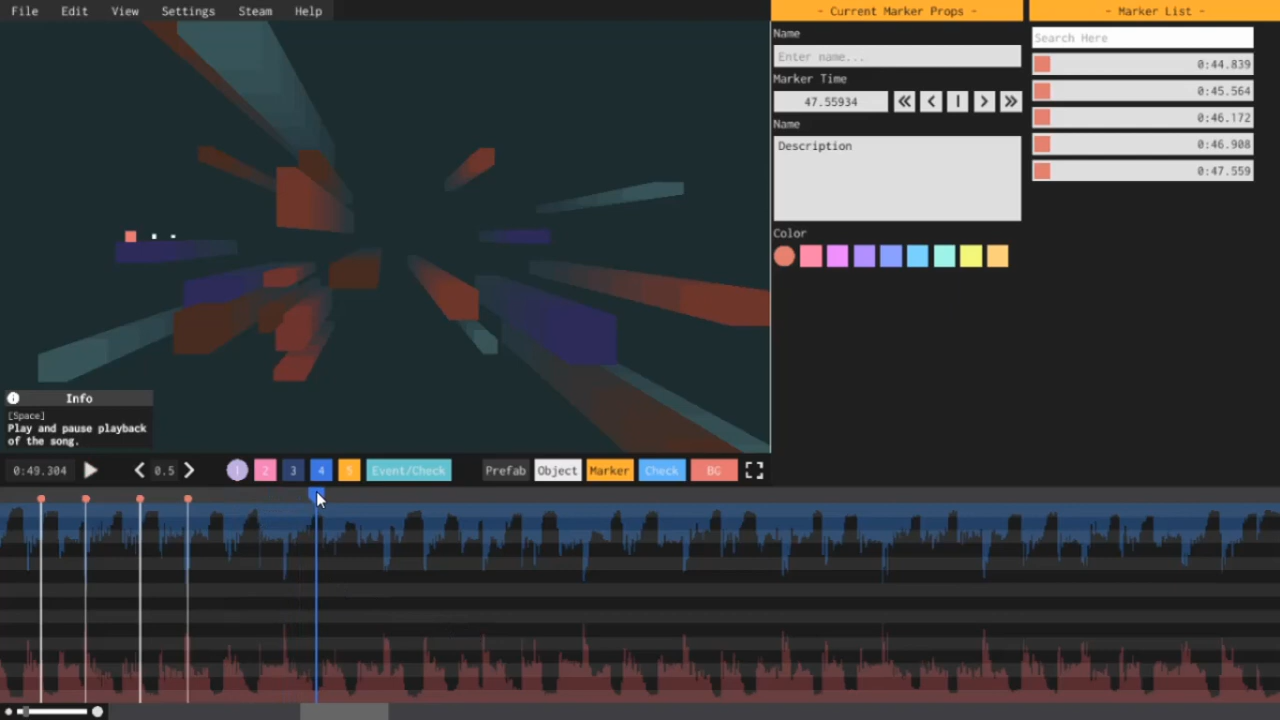 File Edit View Settings Steam Help
- Current Marker Props -
- Marker List -
Name
Enter name...
Marker Time
47.55934
Name
Description
Color
Search Here
0:44.839
0:45.564
0:46.172
0:46.908
0:47.559
Info
[Space]
Play and pause playback
of the song.
0:49.304 0.5 1 2 3 4 5 Event/Check Prefab Object Marker Check BG